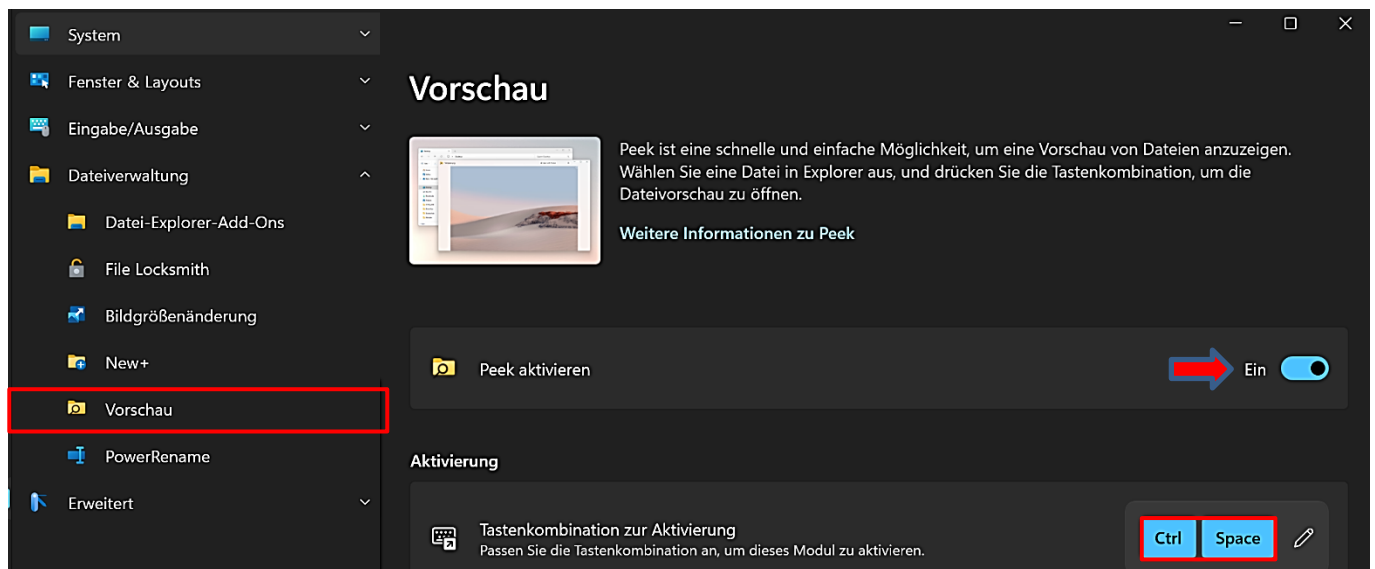 System
Fenster & Layouts
Eingabe/Ausgabe
Dateiverwaltung
Datei-Explorer-Add-Ons
File Locksmith
Bildgrößenänderung
New+
Vorschau
PowerRename
Erweitert
Vorschau
Peek ist eine schnelle und einfache Möglichkeit, um eine Vorschau von Dateien anzuzeigen.
Wählen Sie eine Datei in Explorer aus, und drücken Sie die Tastenkombination, um die
Dateivorschau zu öffnen.
Weitere Informationen zu Peek
Peek aktivieren
Ein
Aktivierung
Tastenkombination zur Aktivierung
Passen Sie die Tastenkombination an, um dieses Modul zu aktivieren.
Ctrl Space